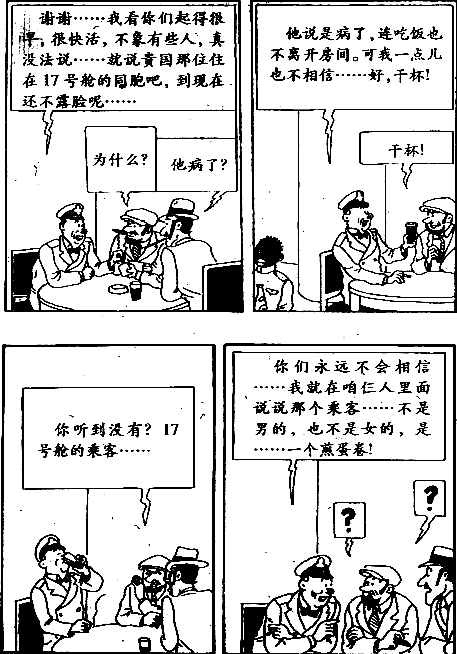 谢谢……我看你们起得很
早，很快活，不象有些人，真
没法说……就说贵国那位住
在17号舱的同胞吧，到现在
还不露脸呢……
为什么？
他病了？
他说是病了，连吃饭也
不离开房间。可我一点儿
也不相信……好，干杯！
干杯！
你听到没有？17
号舱的乘客……
你们永远不会相信
……我就在咱仨人里面
说说那个乘客……不是
男的，也不是女的，是
……一个煎蛋卷！
？
？